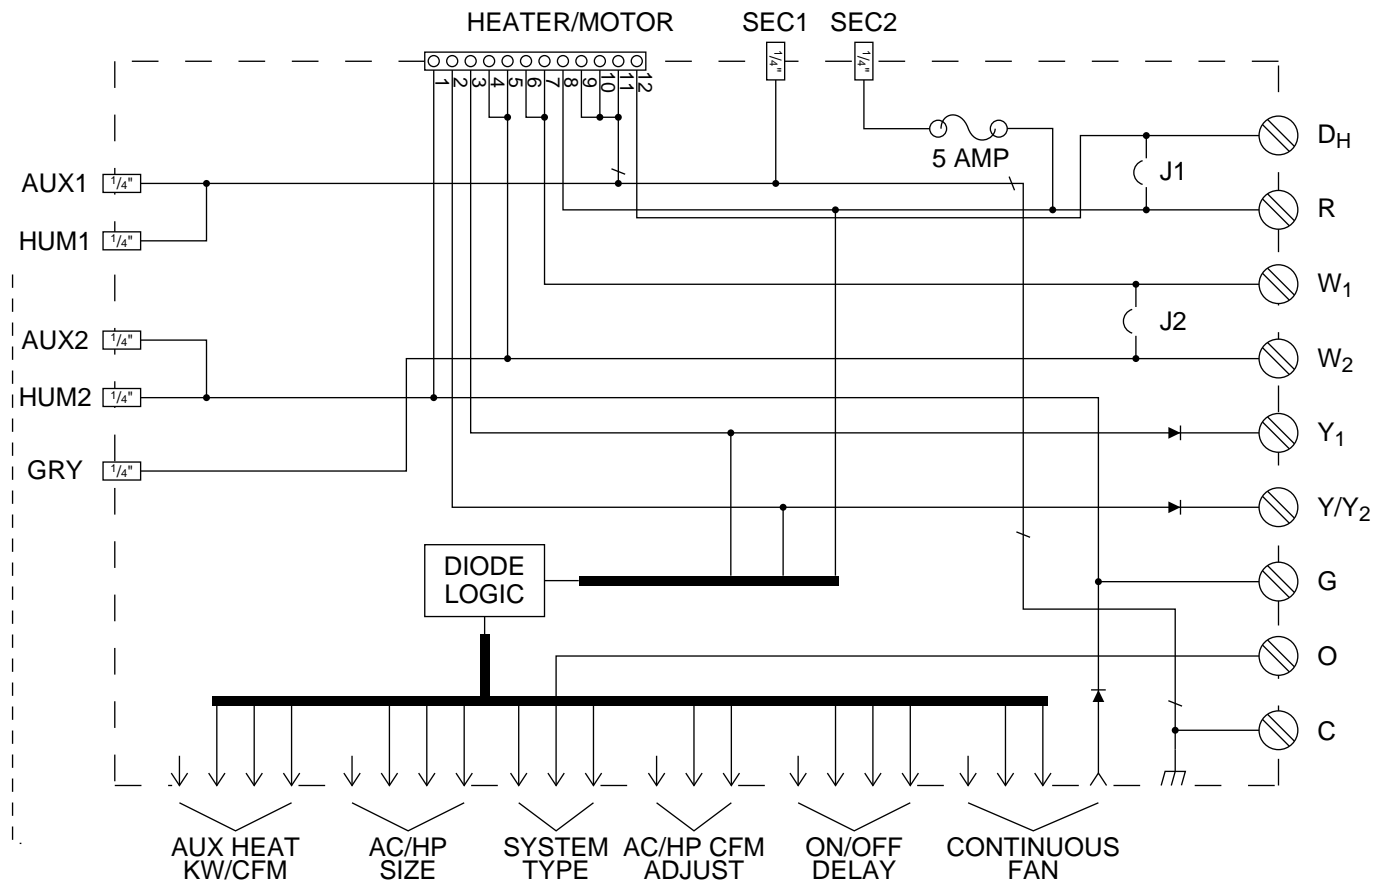 HEATER/MOTOR SEC1 SEC2
1/4" 1/4"
1 2 3 4 5 6 7 8 9 10 11 12
5 AMP
D_H
J1
AUX1 1/4"
R
HUM1 1/4"
W1
J2
AUX2 1/4"
W2
HUM2 1/4"
Y1
GRY 1/4"
Y/Y2
DIODE
LOGIC
G
O
C
AUX HEAT
KW/CFM
AC/HP
SIZE
SYSTEM
TYPE
AC/HP CFM
ADJUST
ON/OFF
DELAY
CONTINUOUS
FAN